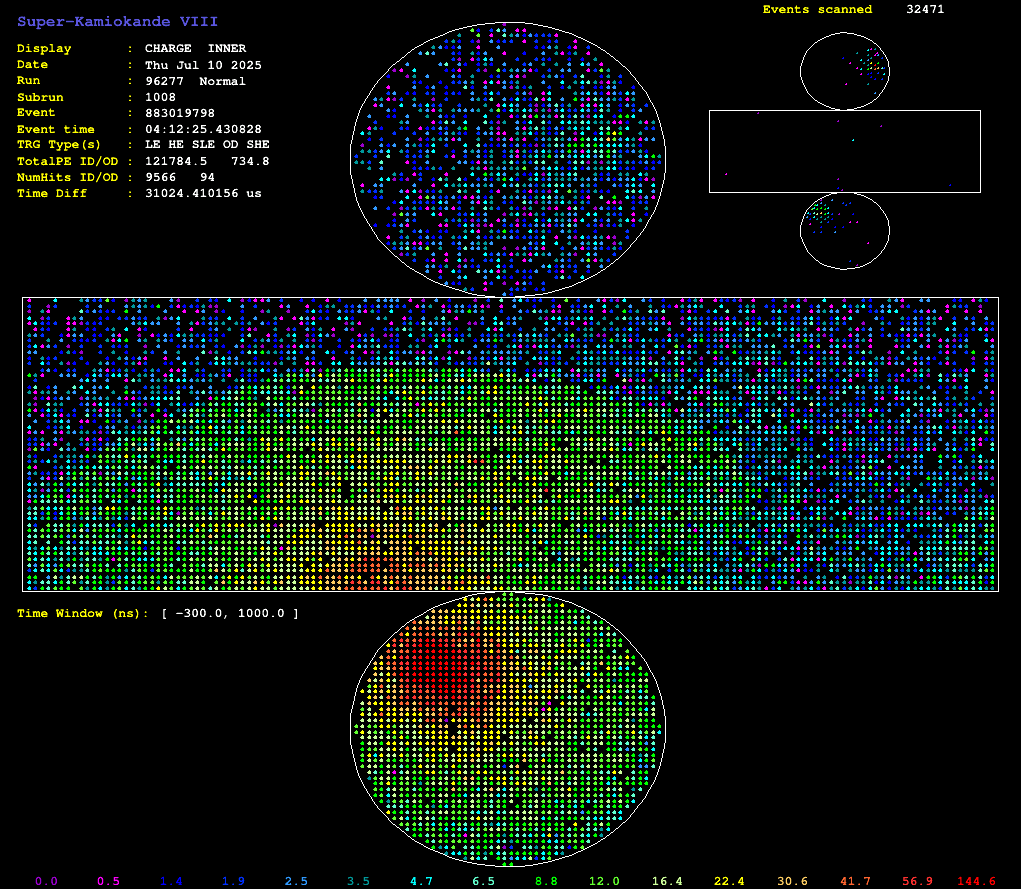 Super-Kamiokande VIII
Events scanned 32471
Display : CHARGE INNER
Date : Thu Jul 10 2025
Run : 96277 Normal
Subrun : 1008
Event : 883019798
Event time : 04:12:25.430828
TRG Type(s) : LE HE SLE OD SHE
TotalPE ID/OD : 121784.5 734.8
NumHits ID/OD : 9566 94
Time Diff : 31024.410156 us
Time Window (ns): [ -300.0, 1000.0 ]
0.0 0.5 1.4 1.9 2.5 3.5 4.7 6.5 8.8 12.0 16.4 22.4 30.6 41.7 56.9 144.6